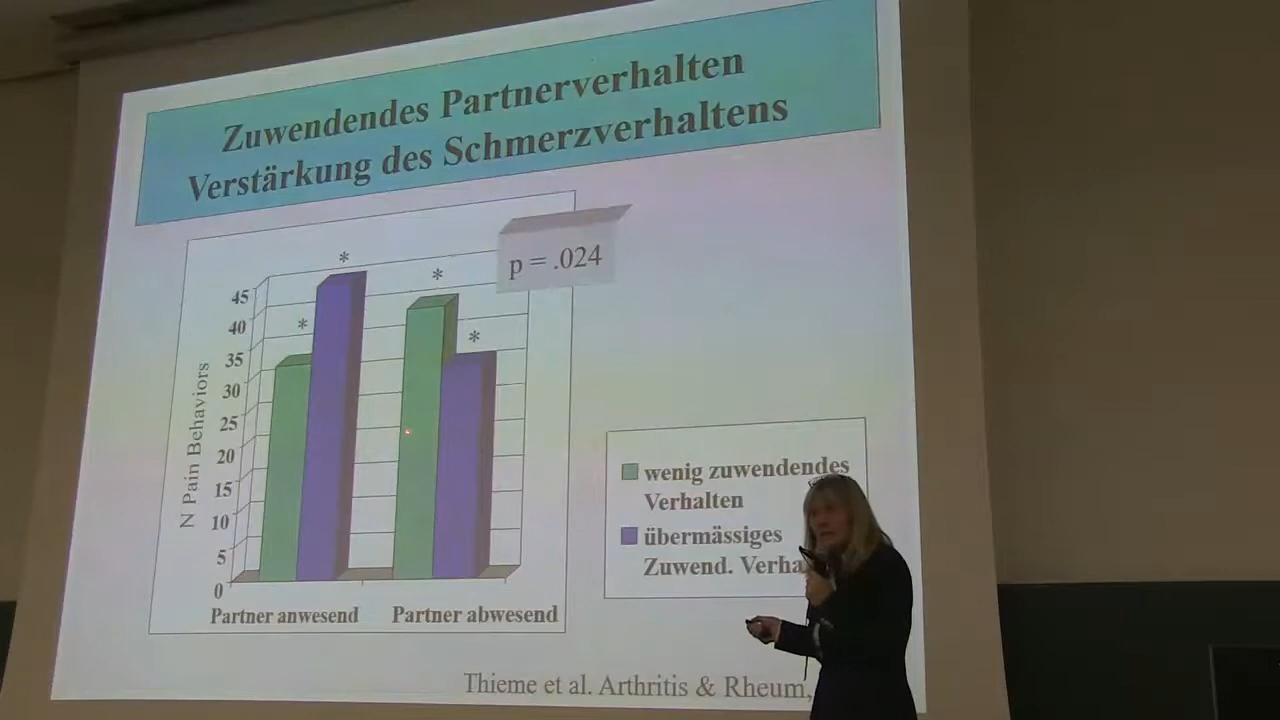 Zuwendendes Partnerverhalten
Verstärkung des Schmerzverhaltens
p = .024
*
*
*
*
45
40
35
30
25
20
15
10
5
0
N Pain Behaviors
Partner anwesend
Partner abwesend
wenig zuwendendes
Verhalten
übermässiges
Zuwend. Verha
Thieme et al. Arthritis & Rheum,